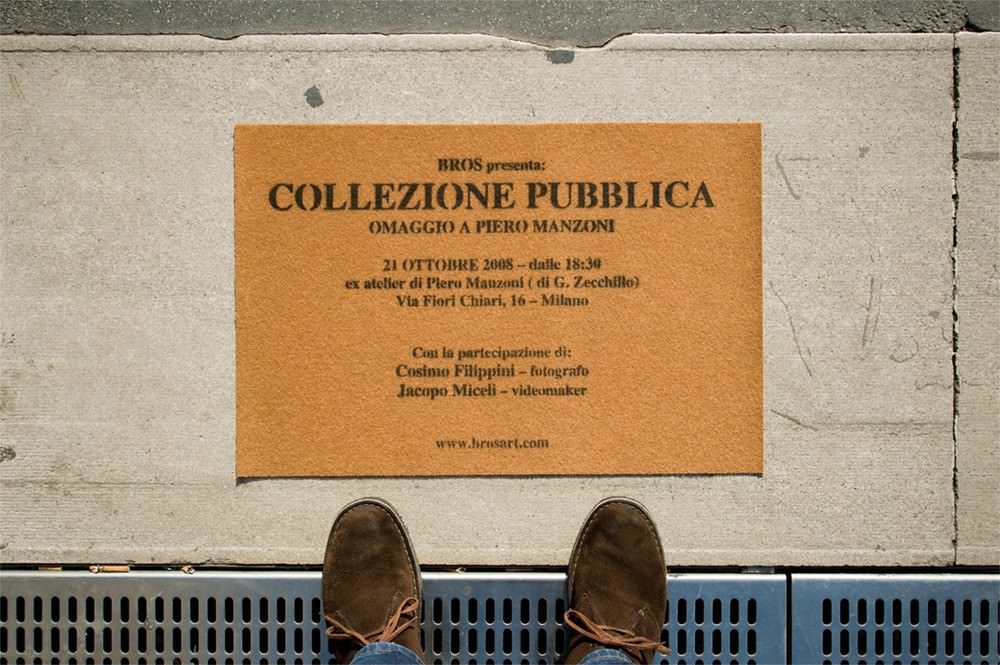 BROS presenta:
COLLEZIONE PUBBLICA
OMAGGIO A PIERO MANZONI
21 OTTOBRE 2008 – dalle 18:30
ex atelier di Piero Manzoni ( di G. Zecchillo)
Via Fiori Chiari, 16 – Milano
Con la partecipazione di:
Cosimo Filippini – fotografo
Jacopo Miceli – videomaker
www.brosart.com